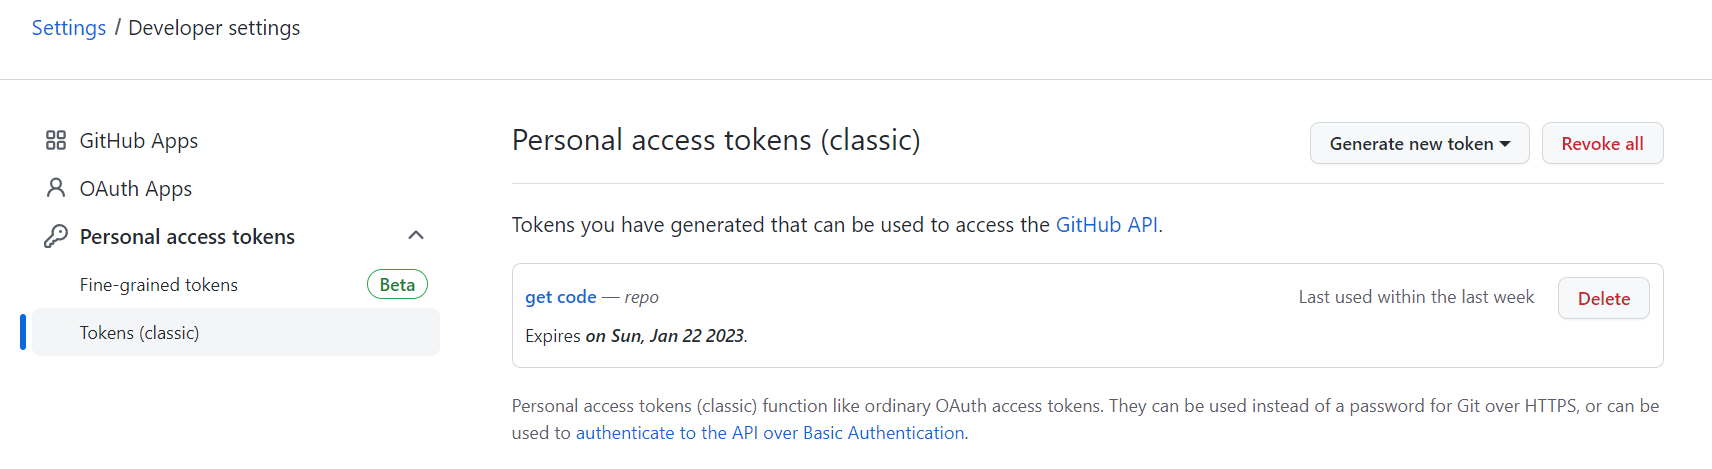 Settings / Developer settings
GitHub Apps
OAuth Apps
Personal access tokens
Fine-grained tokens Beta
Tokens (classic)
Personal access tokens (classic)
Generate new token Revoke all
Tokens you have generated that can be used to access the GitHub API.
get code — repo Last used within the last week Delete
Expires on Sun, Jan 22 2023.
Personal access tokens (classic) function like ordinary OAuth access tokens. They can be used instead of a password for Git over HTTPS, or can be
used to authenticate to the API over Basic Authentication.